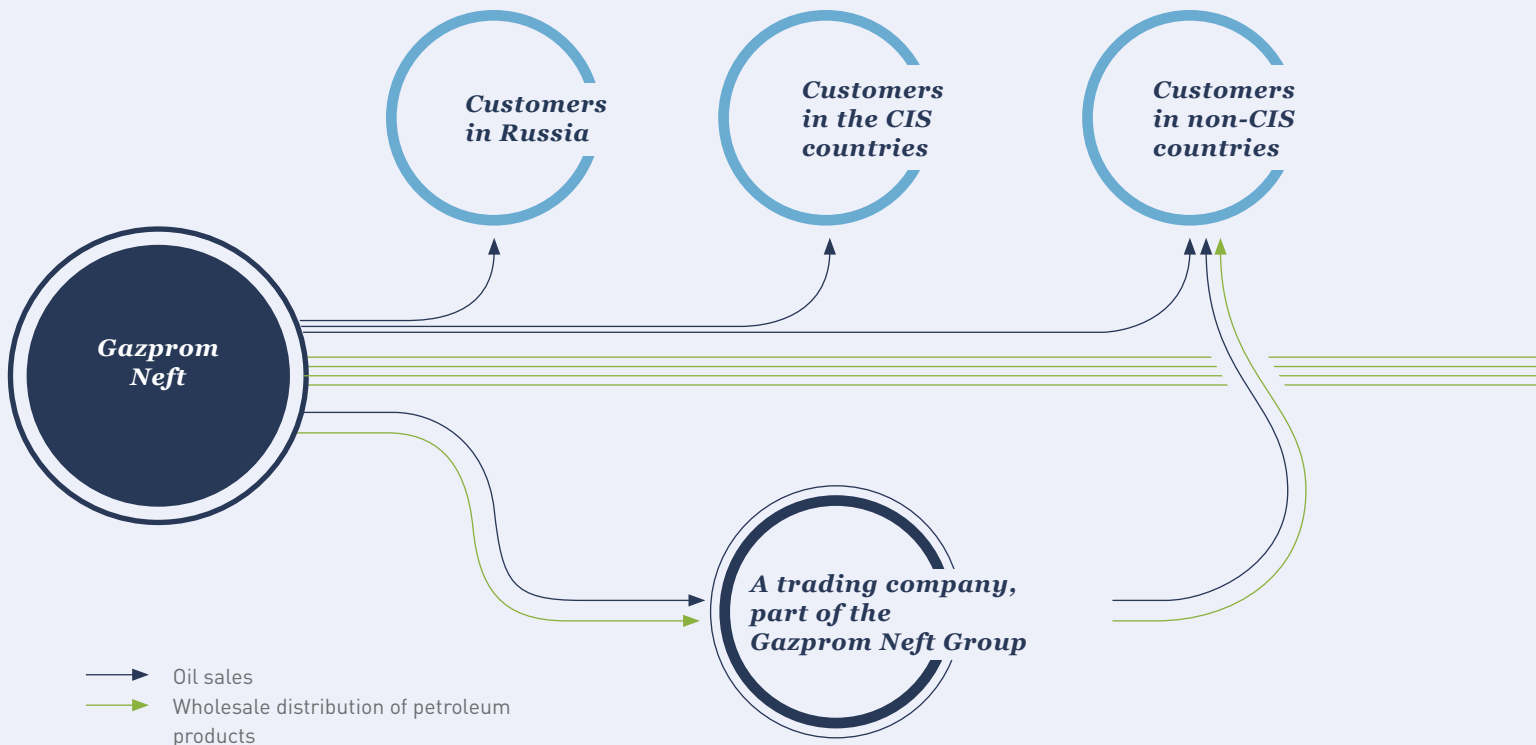 Customers
in Russia
Customers
in the CIS
countries
Customers
in non-CIS
countries
Gazprom
Neft
A trading company,
part of the
Gazprom Neft Group
Oil sales
Wholesale distribution of petroleum
products